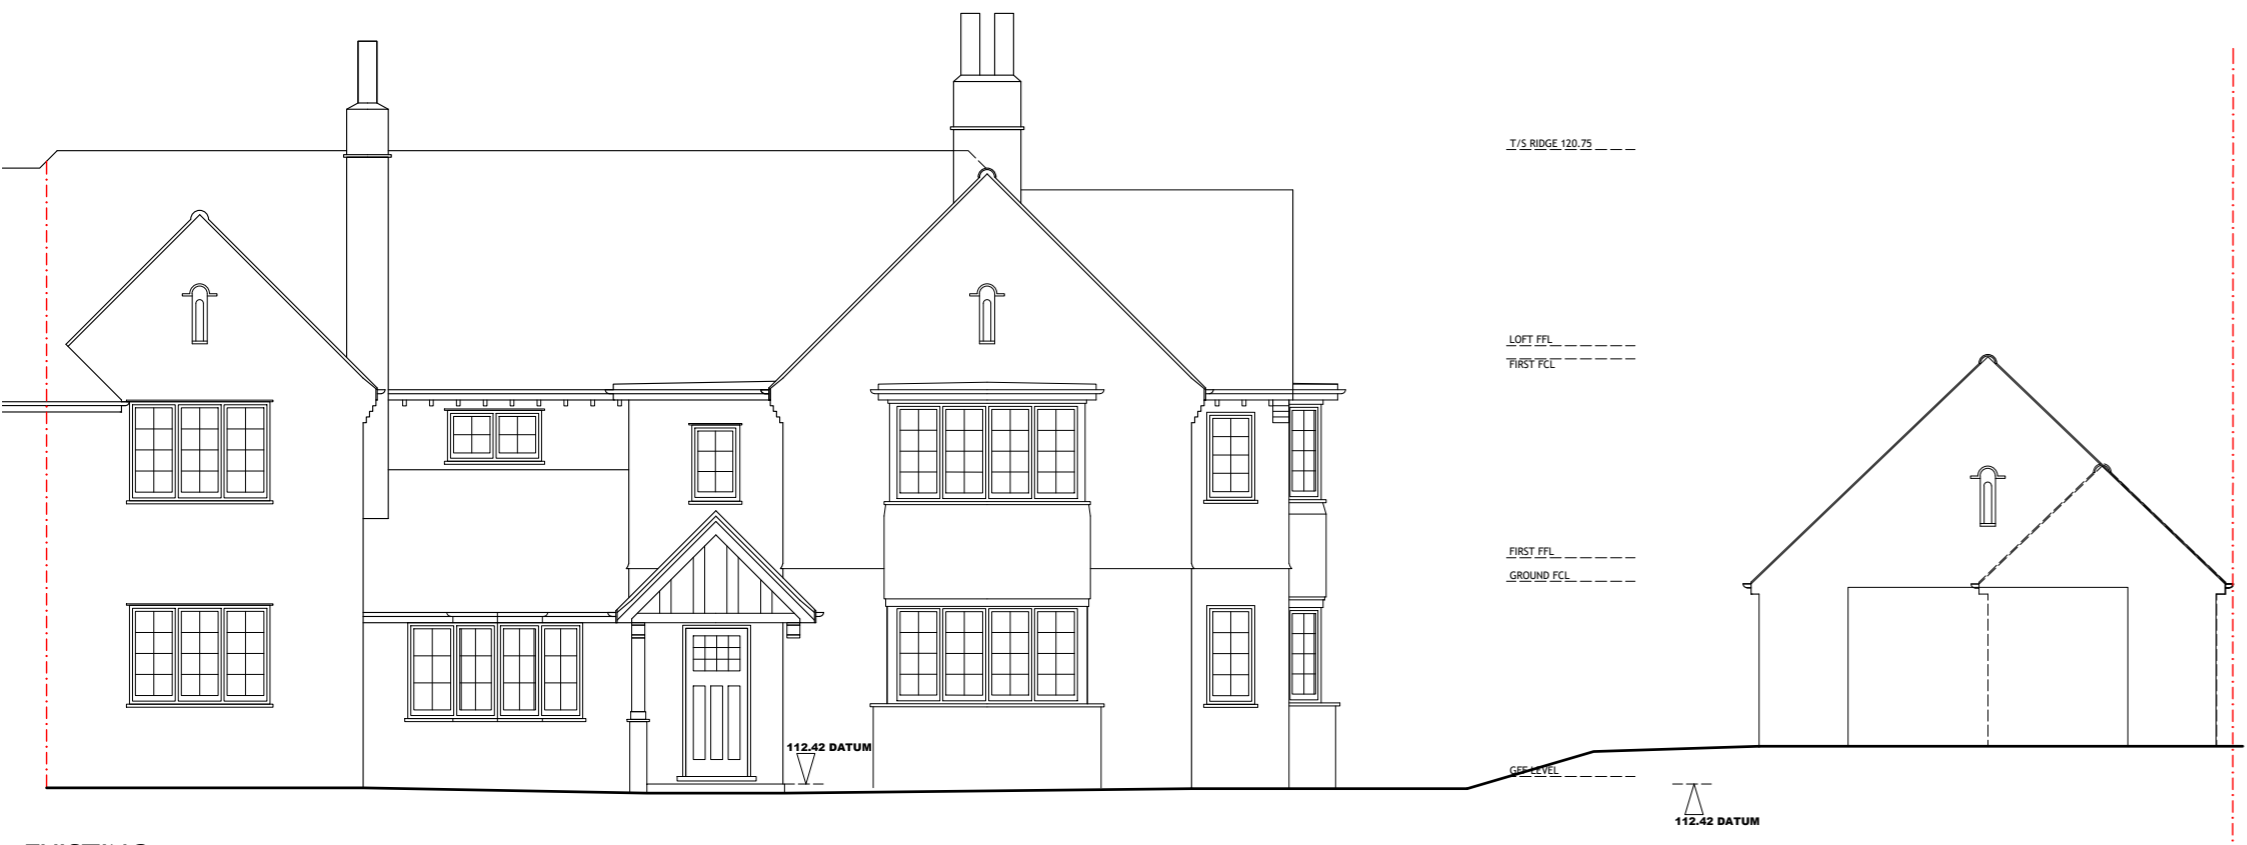 T/S RIDGE 120.75
LOFT FFL
FIRST FCL
FIRST FFL
GROUND FCL
112.42 DATUM
GFF LEVEL
112.42 DATUM
EXISTING